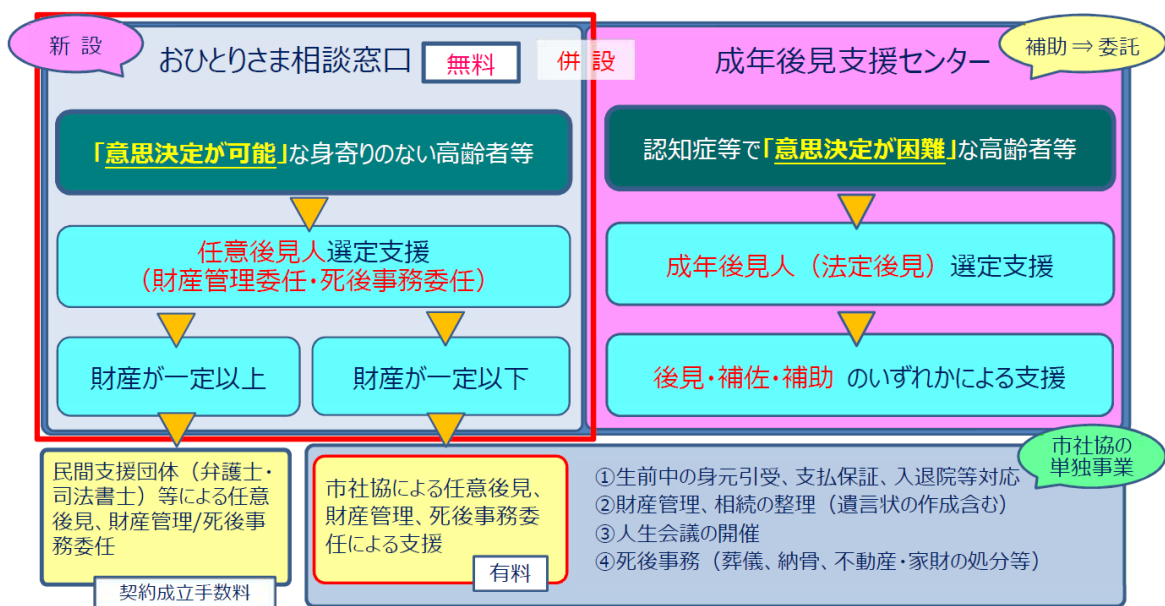 新 設
おひとりさま相談窓口
無料
併 設
成年後見支援センター
補助 ⇒ 委託
「意思決定が可能」な身寄りのない高齢者等
認知症等で「意思決定が困難」な高齢者等
任意後見人選定支援
（財産管理委任・死後事務委任）
成年後見人（法定後見）選定支援
財産が一定以上
財産が一定以下
後見・補佐・補助 のいずれかによる支援
市社協の
単独事業
民間支援団体（弁護士・
司法書士）等による任意
後見、財産管理/死後事
務委任
契約成立手数料
市社協による任意後見、
財産管理、死後事務委
任による支援
有料
①生前中の身元引受、支払保証、入退院等対応
②財産管理、相続の整理（遺言状の作成含む）
③人生会議の開催
④死後事務（葬儀、納骨、不動産・家財の処分等）